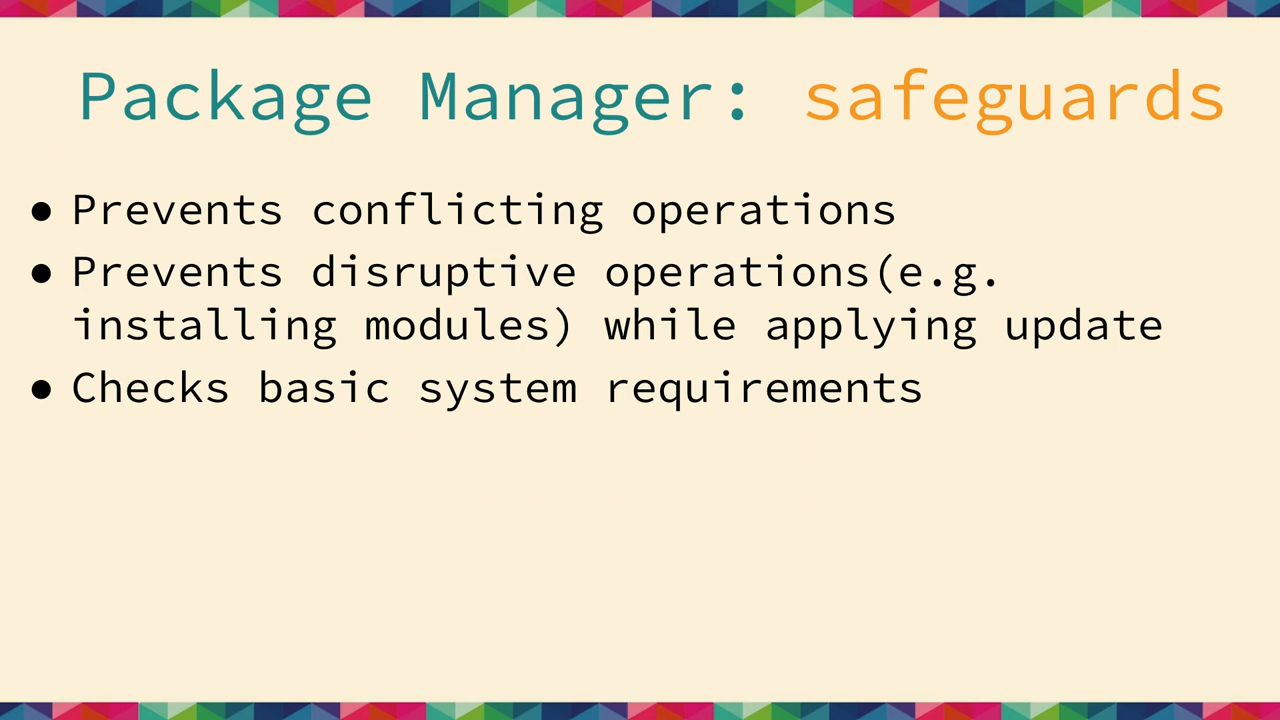 Package Manager: safeguards
● Prevents conflicting operations
● Prevents disruptive operations(e.g.
installing modules) while applying update
● Checks basic system requirements